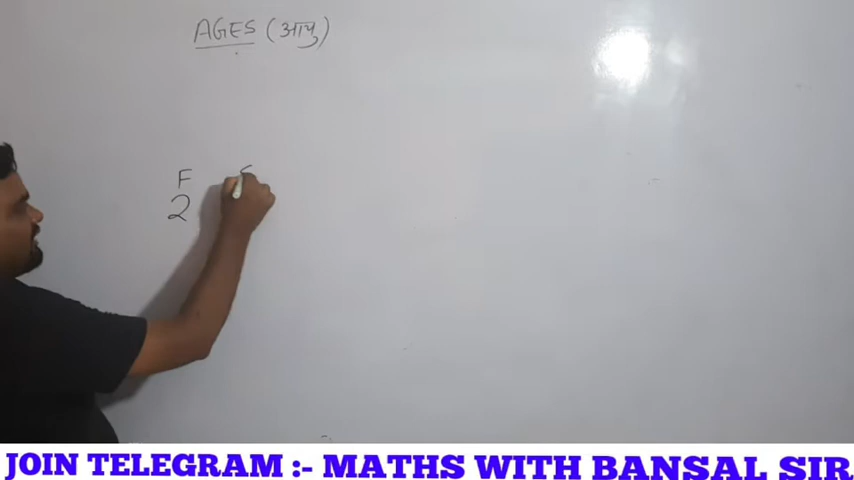 AGES (आयु)
F
2
JOIN TELEGRAM :- MATHS WITH BANSAL SIR